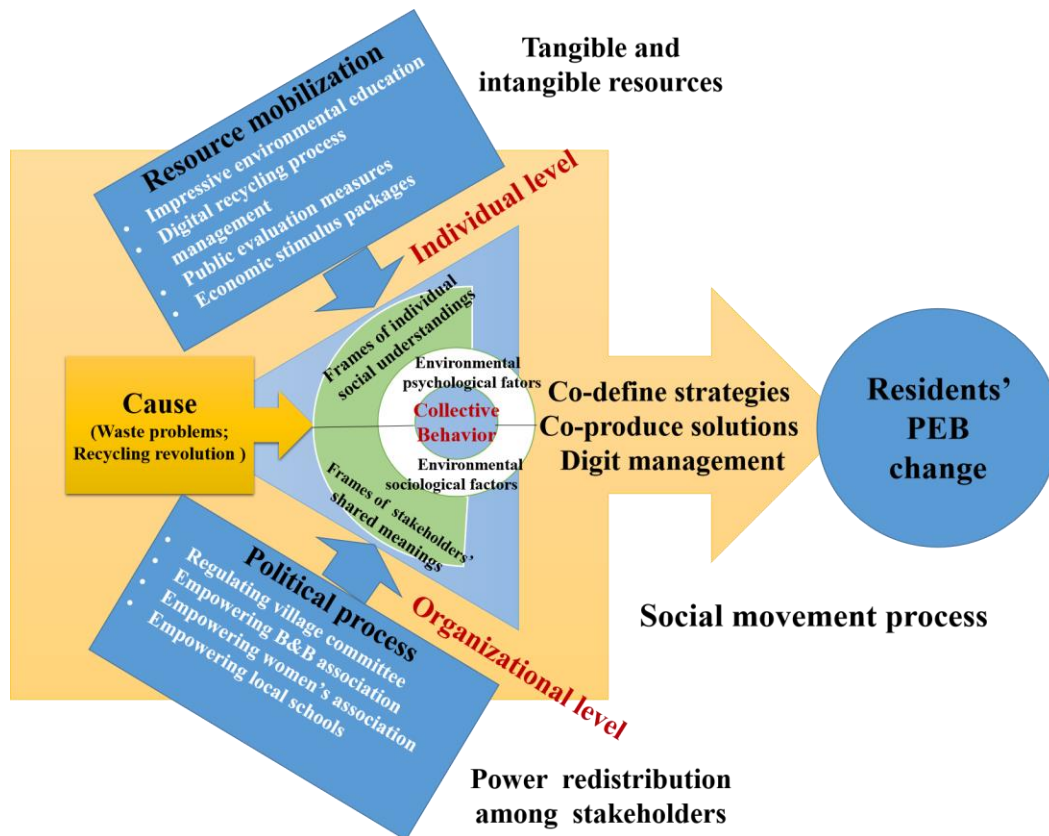 Tangible and
intangible resources
Resource mobilization
• Impressive environmental education
• Digital recycling process
management
• Public evaluation measures
• Economic stimulus packages
Individual level
Frames of individual
social understandings
Environmental
psychological fators
Collective
Behavior
Environmental
sociological factors
Frames of stakeholders’
shared meanings
Cause
(Waste problems;
Recycling revolution )
Co-define strategies
Co-produce solutions
Digit management
Residents’
PEB
change
Political process
• Regulating village committee
• Empowering B&B association
• Empowering women’s association
• Empowering local schools
Organizational level
Social movement process
Power redistribution
among stakeholders